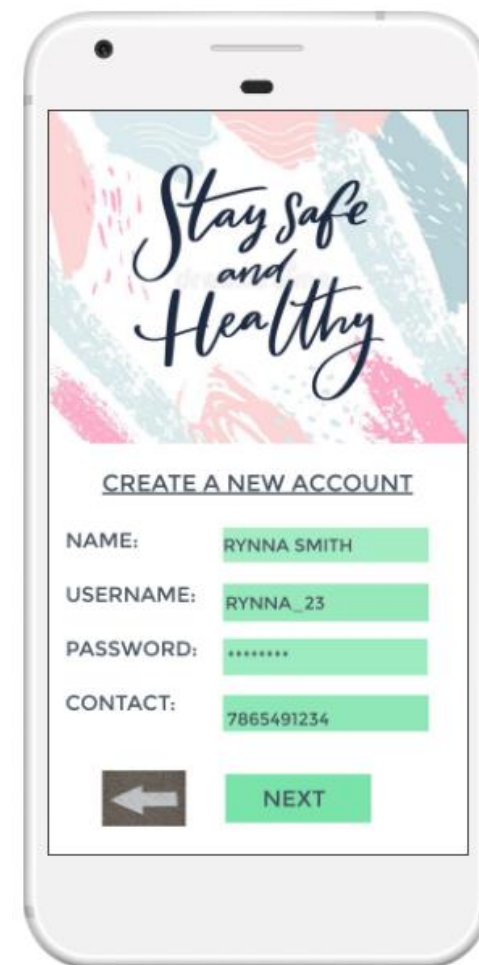 Stay safe
and
Healthy
CREATE A NEW ACCOUNT
NAME: RYNNA SMITH
USERNAME: RYNNA_23
PASSWORD: ********
CONTACT: 7865491234
NEXT